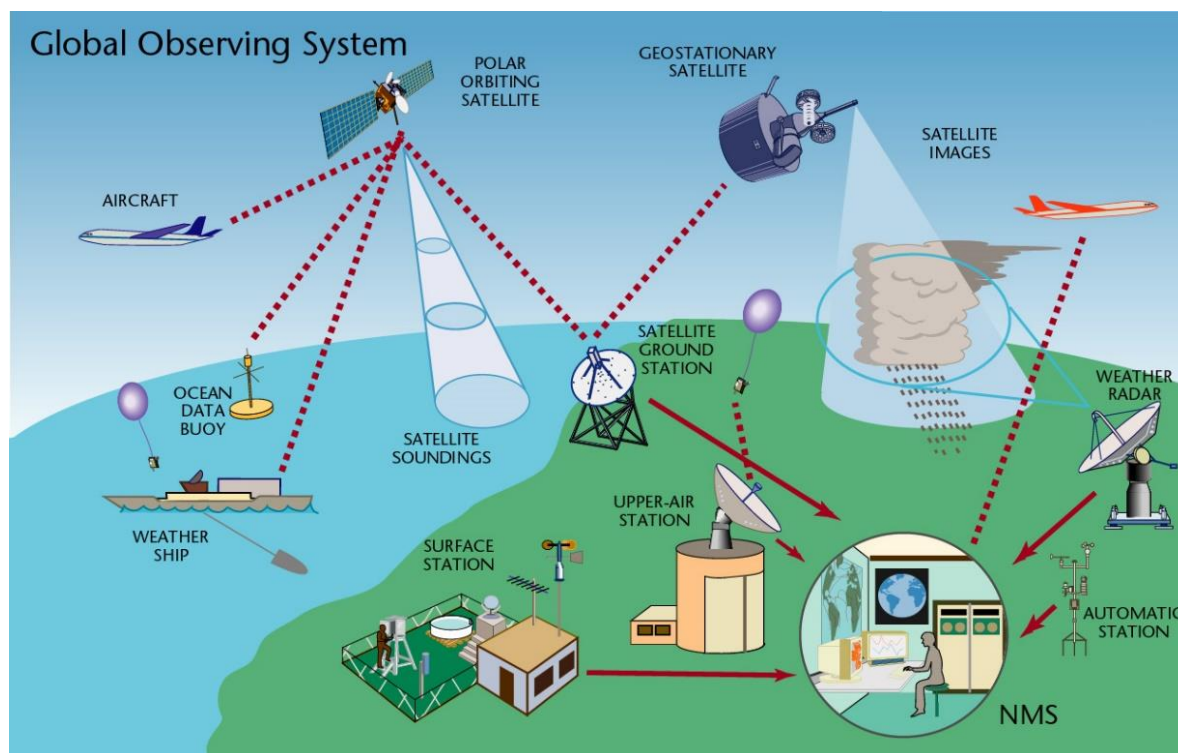 Global Observing System
POLAR
ORBITING
SATELLITE
GEOSTATIONARY
SATELLITE
SATELLITE
IMAGES
AIRCRAFT
OCEAN
DATA
BUOY
SATELLITE
SOUNDINGS
SATELLITE
GROUND
STATION
WEATHER
RADAR
WEATHER
SHIP
UPPER-AIR
STATION
SURFACE
STATION
AUTOMATIC
STATION
NMS